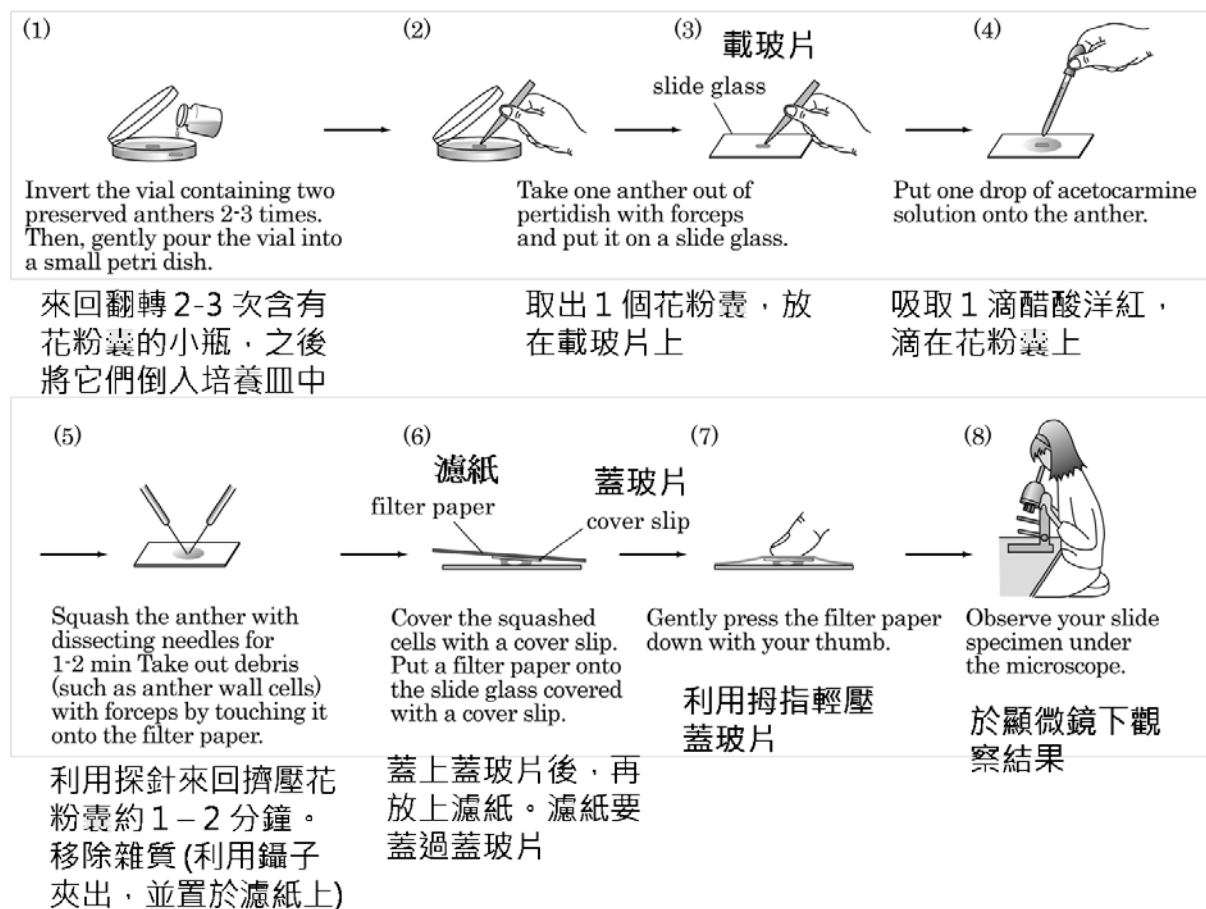 (1)
(2)
(3)
載玻片
(4)
slide glass
Invert the vial containing two
preserved anthers 2-3 times.
Then, gently pour the vial into
a small petri dish.
Take one anther out of
pertidish with forceps
and put it on a slide glass.
Put one drop of acetocarmine
solution onto the anther.
來回翻轉2-3 次含有
花粉囊的小瓶，之後
將它們倒入培養皿中
取出1 個花粉囊，放
在載玻片上
吸取1 滴醋酸洋紅，
滴在花粉囊上
(5)
(6)
濾紙
filter paper
蓋玻片
cover slip
(7)
(8)
Squash the anther with
dissecting needles for
1-2 min Take out debris
(such as anther wall cells)
with forceps by touching it
onto the filter paper.
Cover the squashed
cells with a cover slip.
Put a filter paper onto
the slide glass covered
with a cover slip.
Gently press the filter paper
down with your thumb.
Observe your slide
specimen under
the microscope.
利用探針來回擠壓花
粉囊約1 – 2 分鐘。
移除雜質(利用鑷子
夾出，並置於濾紙上)
蓋上蓋玻片後，再
放上濾紙。濾紙要
蓋過蓋玻片
利用拇指輕壓
蓋玻片
於顯微鏡下觀
察結果